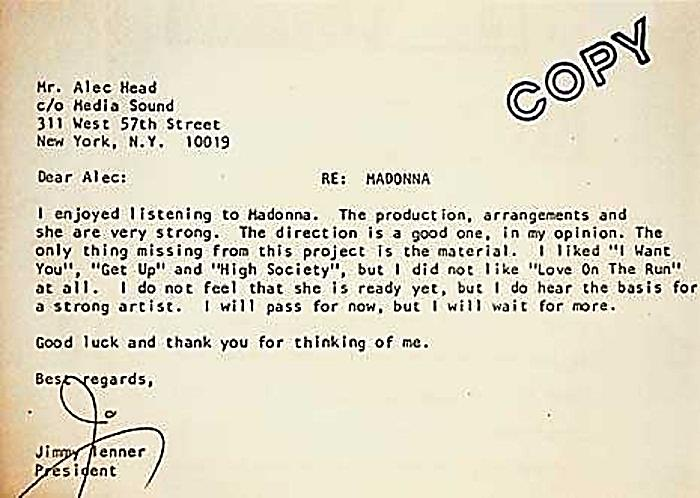 COPY
Mr. Alec Head
c/o Media Sound
311 West 57th Street
New York, N.Y. 10019
Dear Alec: RE: MADONNA
I enjoyed listening to Madonna. The production, arrangements and
she are very strong. The direction is a good one, in my opinion. The
only thing missing from this project is the material. I liked "I Want
You", "Get Up" and "High Society", but I did not like "Love On The Run"
at all. I do not feel that she is ready yet, but I do hear the basis for
a strong artist. I will pass for now, but I will wait for more.
Good luck and thank you for thinking of me.
Best regards,
Jimmy Ienner
President